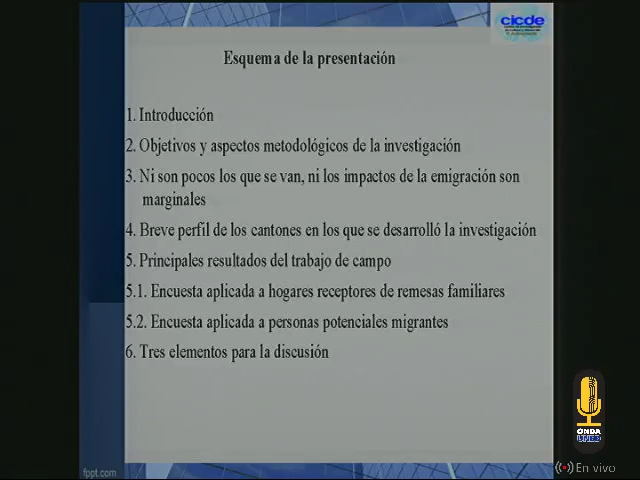 cicde
Esquema de la presentación
1. Introducción
2. Objetivos y aspectos metodológicos de la investigación
3. Ni son pocos los que se van, ni los impactos de la emigración son
marginales
4. Breve perfil de los cantones en los que se desarrolló la investigación
5. Principales resultados del trabajo de campo
5.1. Encuesta aplicada a hogares receptores de remesas familiares
5.2. Encuesta aplicada a personas potenciales migrantes
6. Tres elementos para la discusión
ONDA
UNED
En vivo
fppt.com